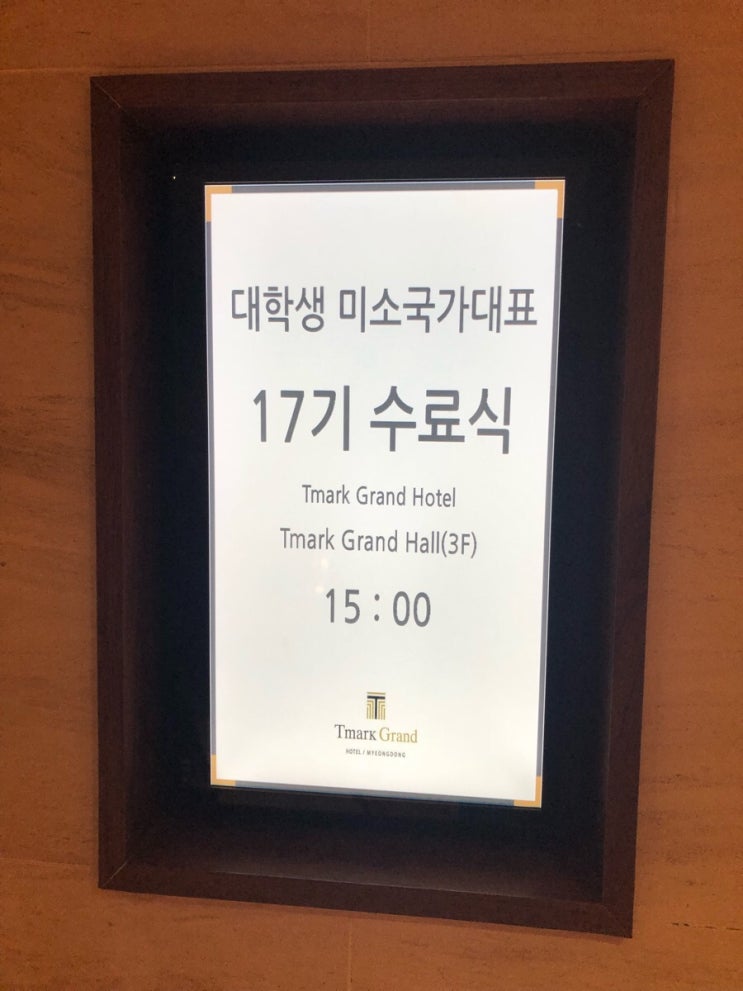 대학생 미소국가대표
17기 수료식
Tmark Grand Hotel
Tmark Grand Hall(3F)
15 : 00
T
Tmark Grand
HOTEL / MYEONGDONG